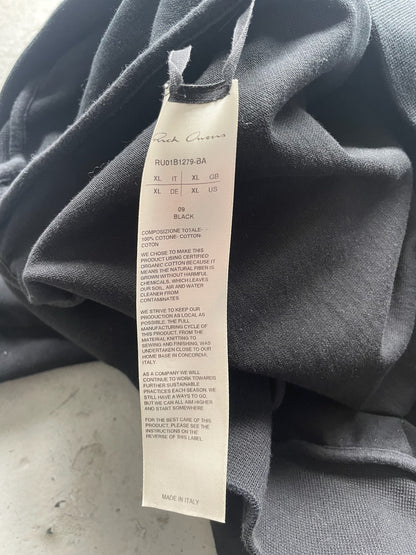 Rick Owens
RU01B1279-BA
XL IT XL GB
XL DE XL US
09
BLACK
COMPOSIZIONE TOTALE-
100% COTONE- COTTON-
COTON
WE CHOSE TO MAKE THIS
PRODUCT USING CERTIFIED
ORGANIC COTTON BECAUSE IT
MEANS THE NATURAL FIBER IS
GROWN WITHOUT HARMFUL
CHEMICALS, WHICH LEAVES
OUR SOIL, AIR AND WATER
CLEANER FROM
CONTAMINATES
WE STRIVE TO KEEP OUR
PRODUCTION AS LOCAL AS
POSSIBLE: THE FULL
MANUFACTURING CYCLE OF
THIS PRODUCT, FROM THE
MATERIAL KNITTING TO
SEWING AND FINISHING, WAS
UNDERTAKEN CLOSE TO OUR
HOME BASE IN CONCORDIA,
ITALY.
AS A COMPANY WE WILL
CONTINUE TO WORK TOWARDS
FURTHER SUSTAINABLE
PRACTICES EACH SEASON. WE
STILL HAVE A WAYS TO GO,
BUT WE CAN ALL AIM HIGHER
AND START SOMEWHERE
FOR THE BEST CARE OF THIS
PRODUCT, PLEASE SEE THE
INSTRUCTIONS ON THE
REVERSE OF THIS LABEL.
MADE IN ITALY